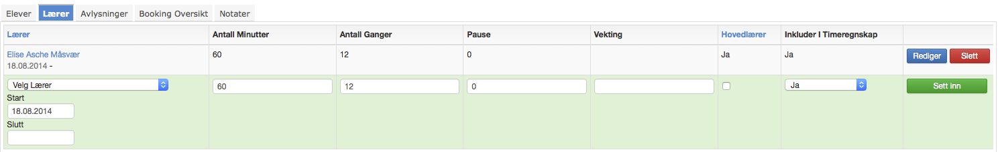 Elever Lærer Avlysninger Booking Oversikt Notater
Lærer Antall Minutter Antall Ganger Pause Vekting Hovedlærer Inkluder I Timeregnskap
Elise Asche Måsvær 60 12 0 Ja Ja Rediger Slett
18.08.2014 -
Velg Lærer 60 12 0 Ja Sett inn
Start
18.08.2014
Slutt